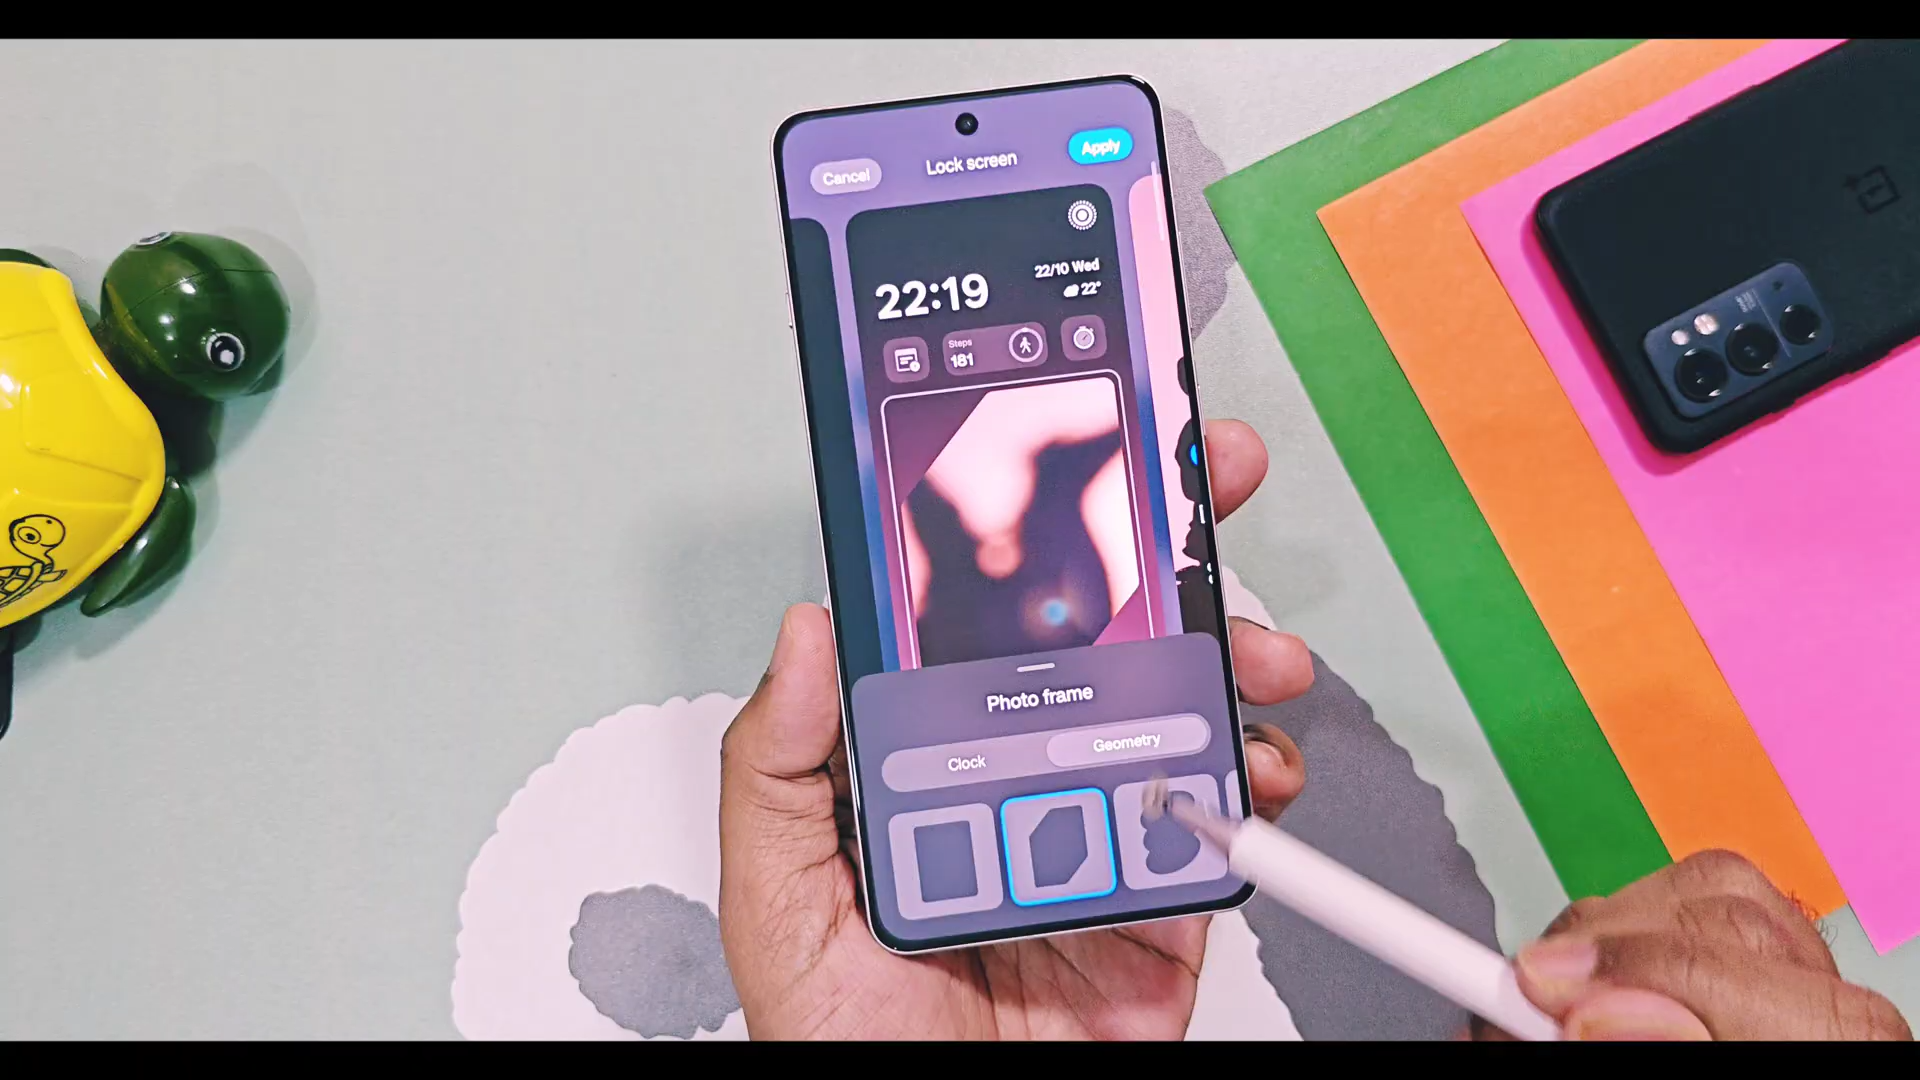 Cancel
Lock screen
Apply
22:19
22/10 Wed
22°
Steps
181
Photo frame
Clock
Geometry